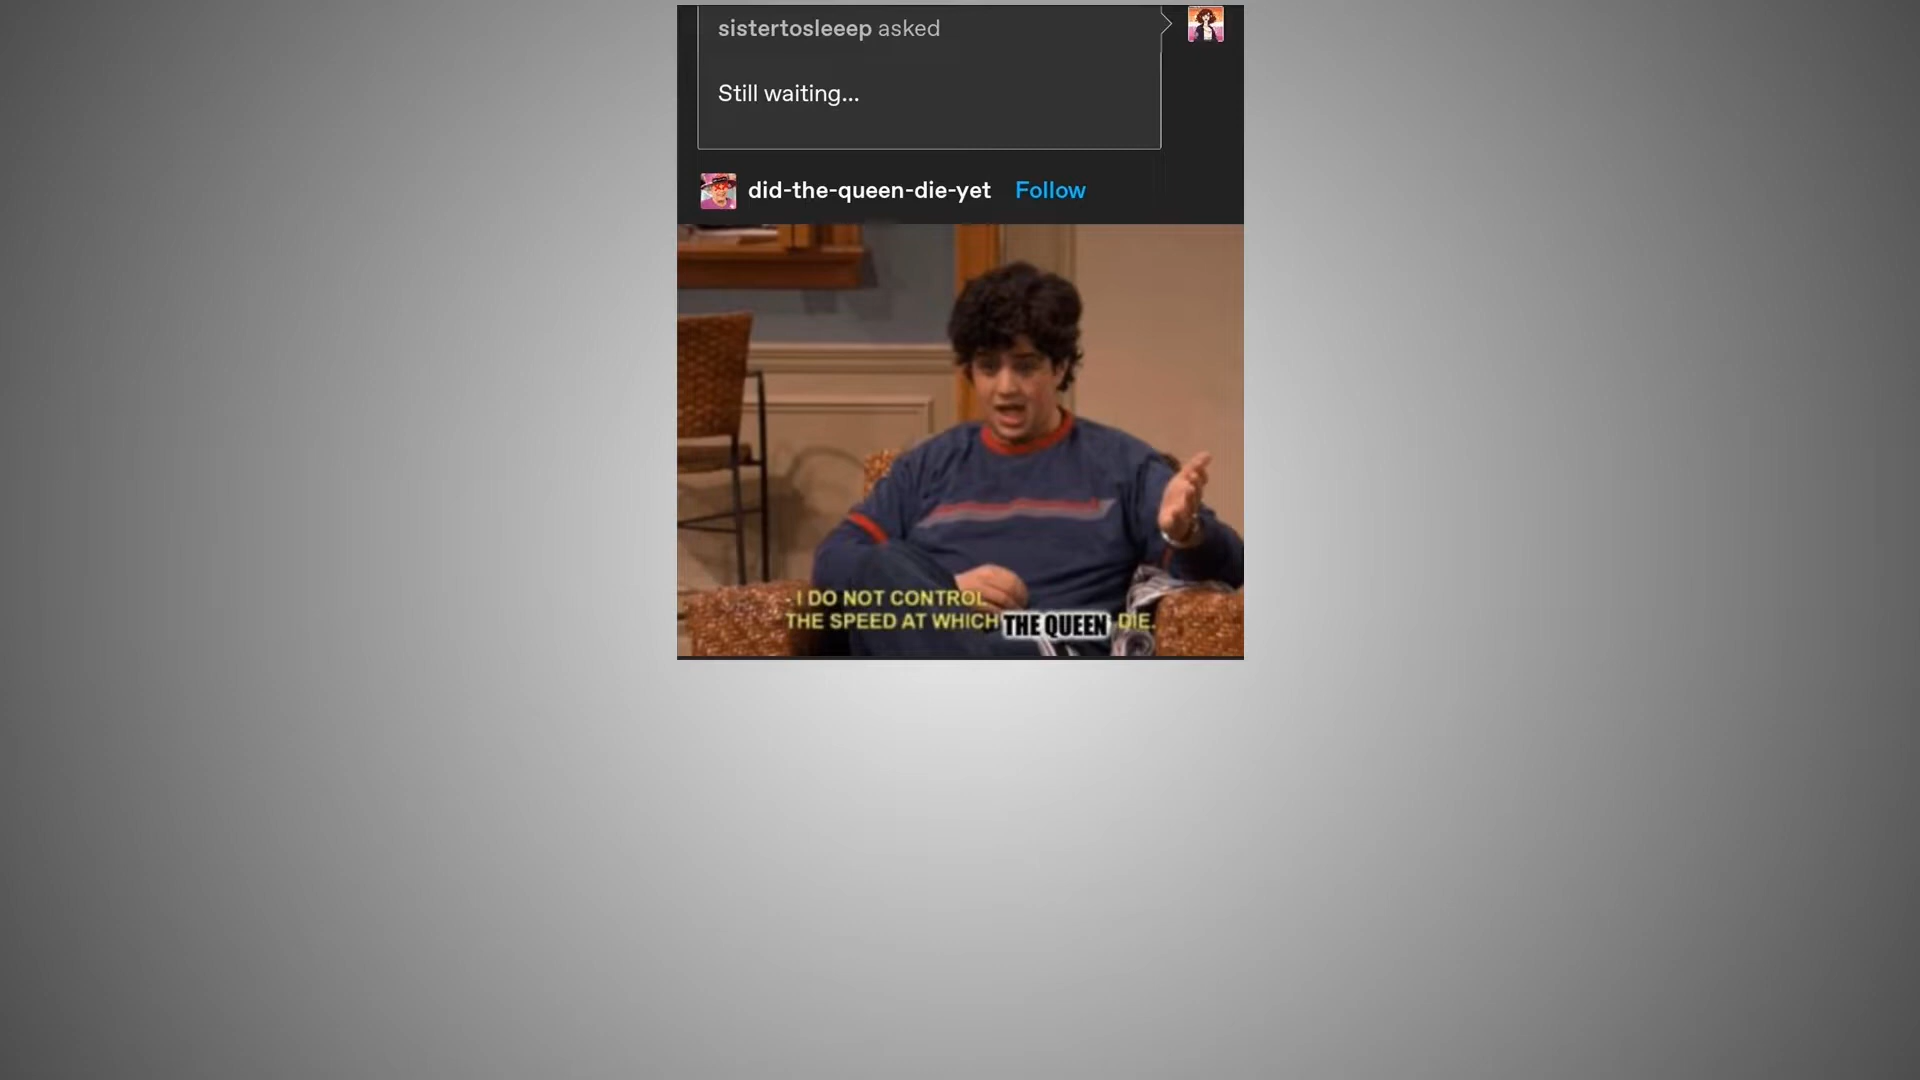 sistertosleeep asked
Still waiting...
did-the-queen-die-yet Follow
I DO NOT CONTROL
THE SPEED AT WHICH THE QUEEN DIE.